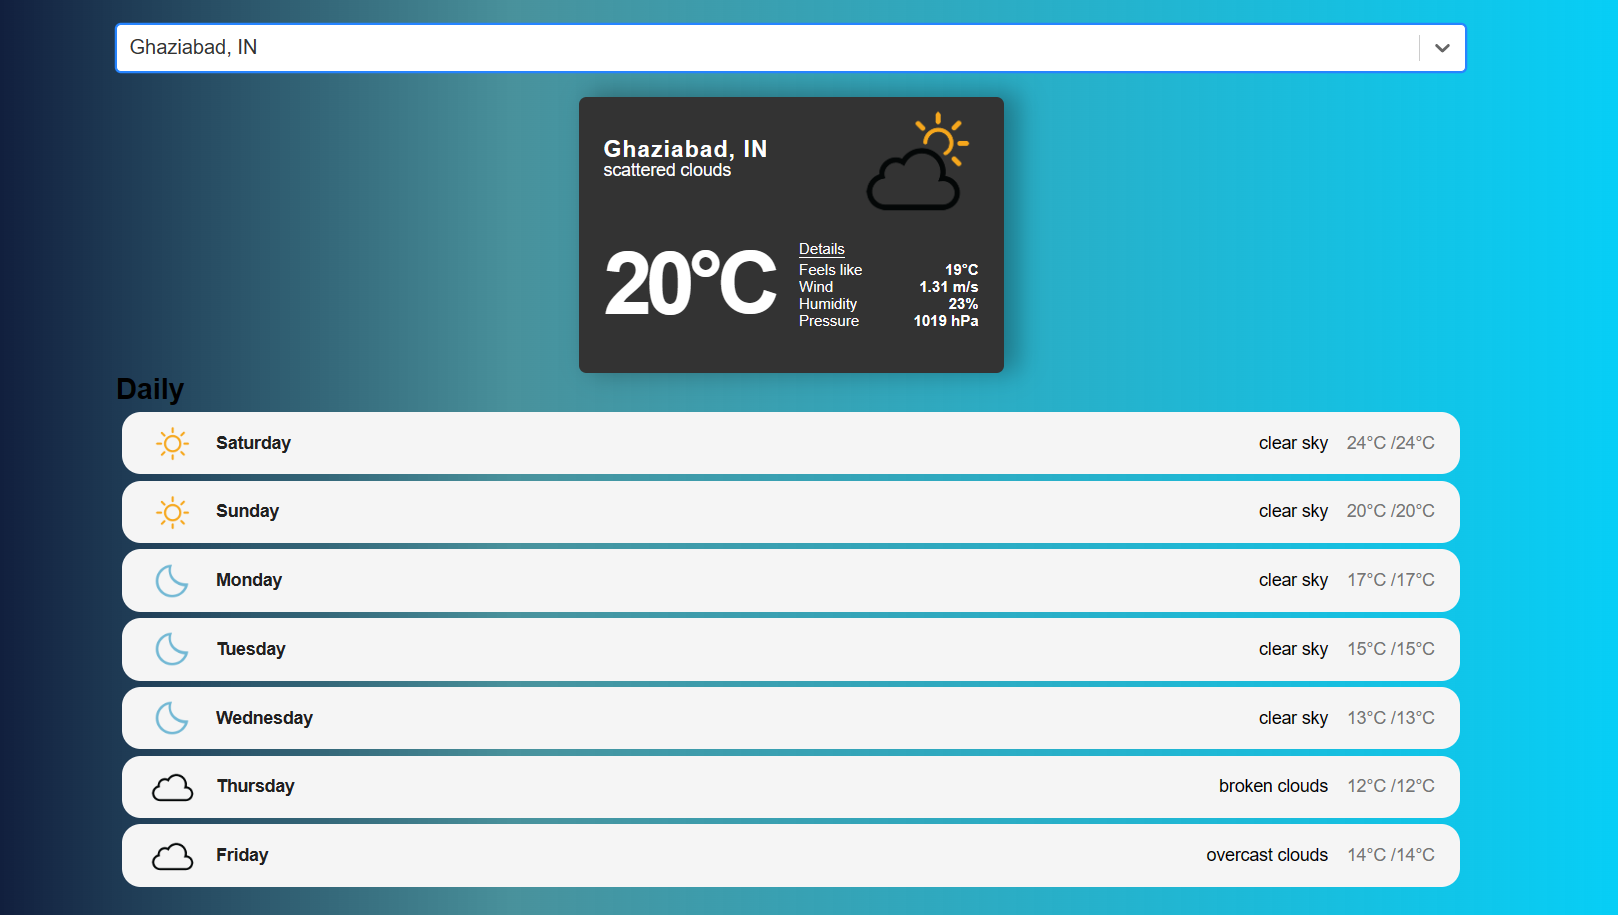 Ghaziabad, IN
Ghaziabad, IN
scattered clouds
20°C
Details
Feels like 19°C
Wind 1.31 m/s
Humidity 23%
Pressure 1019 hPa
Daily
Saturday clear sky 24°C /24°C
Sunday clear sky 20°C /20°C
Monday clear sky 17°C /17°C
Tuesday clear sky 15°C /15°C
Wednesday clear sky 13°C /13°C
Thursday broken clouds 12°C /12°C
Friday overcast clouds 14°C /14°C